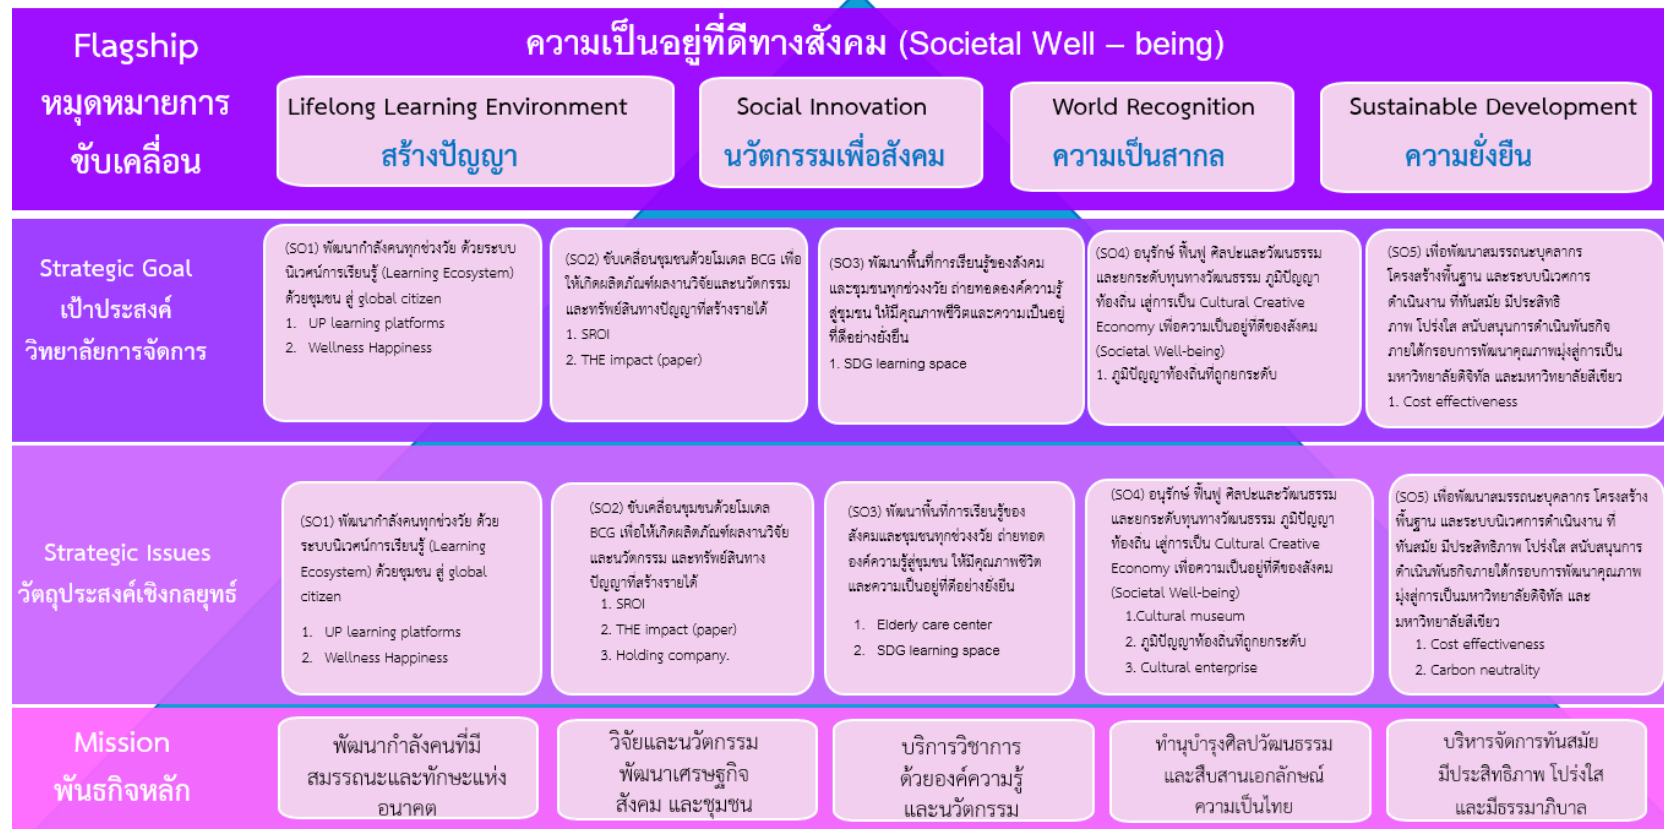 Flagship
หมุดหมายการ
ขับเคลื่อน
ความเป็นอยู่ที่ดีทางสังคม (Societal Well – being)
Lifelong Learning Environment
สร้างปัญญา
Social Innovation
นวัตกรรมเพื่อสังคม
World Recognition
ความเป็นสากล
Sustainable Development
ความยั่งยืน
Strategic Goal
เป้าประสงค์
วิทยาลัยการจัดการ
(SO1) พัฒนากำลังคนทุกช่วงวัย ด้วยระบบ
นิเวศน์การเรียนรู้ (Learning Ecosystem)
ด้วยชุมชน สู่ global citizen
1. UP learning platforms
2. Wellness Happiness
(SO2) ขับเคลื่อนชุมชนด้วยโมเดล BCG เพื่อ
ให้เกิดผลิตภัณฑ์ผลงานวิจัยและนวัตกรรม
และทรัพย์สินทางปัญญาที่สร้างรายได้
1. SROI
2. THE impact (paper)
(SO3) พัฒนาพื้นที่การเรียนรู้ของสังคม
และชุมชนทุกช่วงงวัย ถ่ายทอดองค์ความรู้
สู่ชุมชน ให้มีคุณภาพชีวิตและความเป็นอยู่
ที่ดีอย่างยั่งยืน
1. SDG learning space
(SO4) อนุรักษ์ ฟื้นฟู ศิลปะและวัฒนธรรม
และยกระดับทุนทางวัฒนธรรม ภูมิปัญญา
ท้องถิ่น เสู่การเป็น Cultural Creative
Economy เพื่อความเป็นอยู่ที่ดีของสังคม
(Societal Well-being)
1. ภูมิปัญญาท้องถิ่นที่ถูกยกระดับ
(SO5) เพื่อพัฒนาสมรรถนะบุคลากร
โครงสร้างพื้นฐาน และระบบนิเวศการ
ดำเนินงาน ที่ทันสมัย มีประสิทธิ
ภาพ โปร่งใส สนับสนุนการดำเนินพันธกิจ
ภายใต้กรอบการพัฒนาคุณภาพมุ่งสู่การเป็น
มหาวิทยาลัยดิจิทัล และมหาวิทยาลัยสีเขียว
1. Cost effectiveness
Strategic Issues
วัตถุประสงค์เชิงกลยุทธ์
(SO1) พัฒนากำลังคนทุกช่วงวัย ด้วย
ระบบนิเวศน์การเรียนรู้ (Learning
Ecosystem) ด้วยชุมชน สู่ global
citizen
1. UP learning platforms
2. Wellness Happiness
(SO2) ขับเคลื่อนชุมชนด้วยโมเดล
BCG เพื่อให้เกิดผลิตภัณฑ์ผลงานวิจัย
และนวัตกรรม และทรัพย์สินทาง
ปัญญาที่สร้างรายได้
1. SROI
2. THE impact (paper)
3. Holding company.
(SO3) พัฒนาพื้นที่การเรียนรู้ของ
สังคมและชุมชนทุกช่วงงวัย ถ่ายทอด
องค์ความรู้สู่ชุมชน ให้มีคุณภาพชีวิต
และความเป็นอยู่ที่ดีอย่างยั่งยืน
1. Elderly care center
2. SDG learning space
(SO4) อนุรักษ์ ฟื้นฟู ศิลปะและวัฒนธรรม
และยกระดับทุนทางวัฒนธรรม ภูมิปัญญา
ท้องถิ่น เสู่การเป็น Cultural Creative
Economy เพื่อความเป็นอยู่ที่ดีของสังคม
(Societal Well-being)
1.Cultural museum
2. ภูมิปัญญาท้องถิ่นที่ถูกยกระดับ
3. Cultural enterprise
(SO5) เพื่อพัฒนาสมรรถนะบุคลากร โครงสร้าง
พื้นฐาน และระบบนิเวศการดำเนินงาน ที่
ทันสมัย มีประสิทธิภาพ โปร่งใส สนับสนุนการ
ดำเนินพันธกิจภายใต้กรอบการพัฒนาคุณภาพ
มุ่งสู่การเป็นมหาวิทยาลัยดิจิทัล และ
มหาวิทยาลัยสีเขียว
1. Cost effectiveness
2. Carbon neutrality
Mission
พันธกิจหลัก
พัฒนากำลังคนที่มี
สมรรถนะและทักษะแห่ง
อนาคต
วิจัยและนวัตกรรม
พัฒนาเศรษฐกิจ
สังคม และชุมชน
บริการวิชาการ
ด้วยองค์ความรู้
และนวัตกรรม
ทำนุบำรุงศิลปวัฒนธรรม
และสืบสานเอกลักษณ์
ความเป็นไทย
บริหารจัดการทันสมัย
มีประสิทธิภาพ โปร่งใส
และมีธรรมาภิบาล